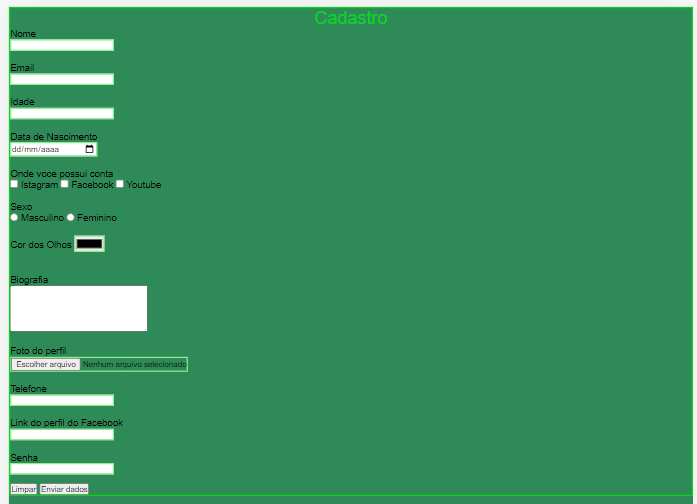 Cadastro
Nome
Email
Idade
Data de Nascimento
dd/mm/aaaa
Onde voce possui conta
Istagram Facebook Youtube
Sexo
Masculino Feminino
Cor dos Olhos
Biografia
Foto do perfil
Escolher arquivo Nenhum arquivo selecionado
Telefone
Link do perfil do Facebook
Senha
Limpar Enviar dados